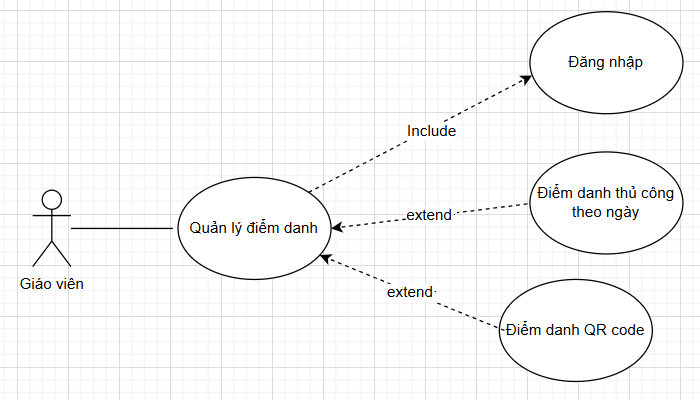 Đăng nhập
Include
Điểm danh thủ công
theo ngày
extend
Quản lý điểm danh
Giáo viên
extend
Điểm danh QR code